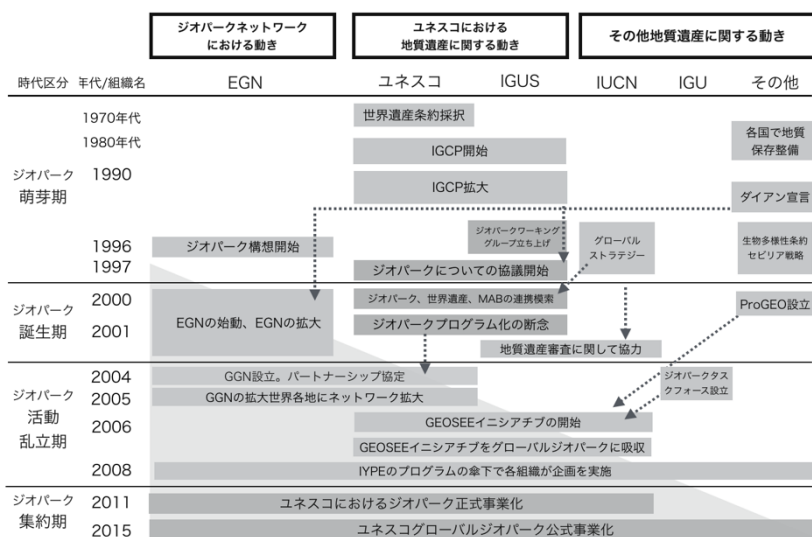 ジオパークネットワーク
における動き
ユネスコにおける
地質遺産に関する動き
その他地質遺産に関する動き
時代区分 年代/組織名 EGN ユネスコ IGUS IUCN IGU その他
1970年代
世界遺産条約採択
1980年代
IGCP開始
各国で地質
保存整備
ジオパーク
萌芽期
1990
IGCP拡大
ダイアン宣言
ジオパークワーキング
グループ立ち上げ
グローバル
ストラテジー
生物多様性条約
セビリア戦略
1996
ジオパーク構想開始
1997
ジオパークについての協議開始
ジオパーク
誕生期
2000
ジオパーク、世界遺産、MABの連携模索
ProGEO設立
EGNの始動、EGNの拡大
2001
ジオパークプログラム化の断念
地質遺産審査に関して協力
ジオパーク
活動
乱立期
2004
GGN設立。パートナーシップ協定
ジオパークタス
クフォース設立
2005
GGNの拡大世界各地にネットワーク拡大
2006
GEOSEEイニシアチブの開始
GEOSEEイニシアチブをグローバルジオパークに吸収
2008
IYPEのプログラムの傘下で各組織が企画を実施
ジオパーク
集約期
2011
ユネスコにおけるジオパーク正式事業化
2015
ユネスコグローバルジオパーク公式事業化